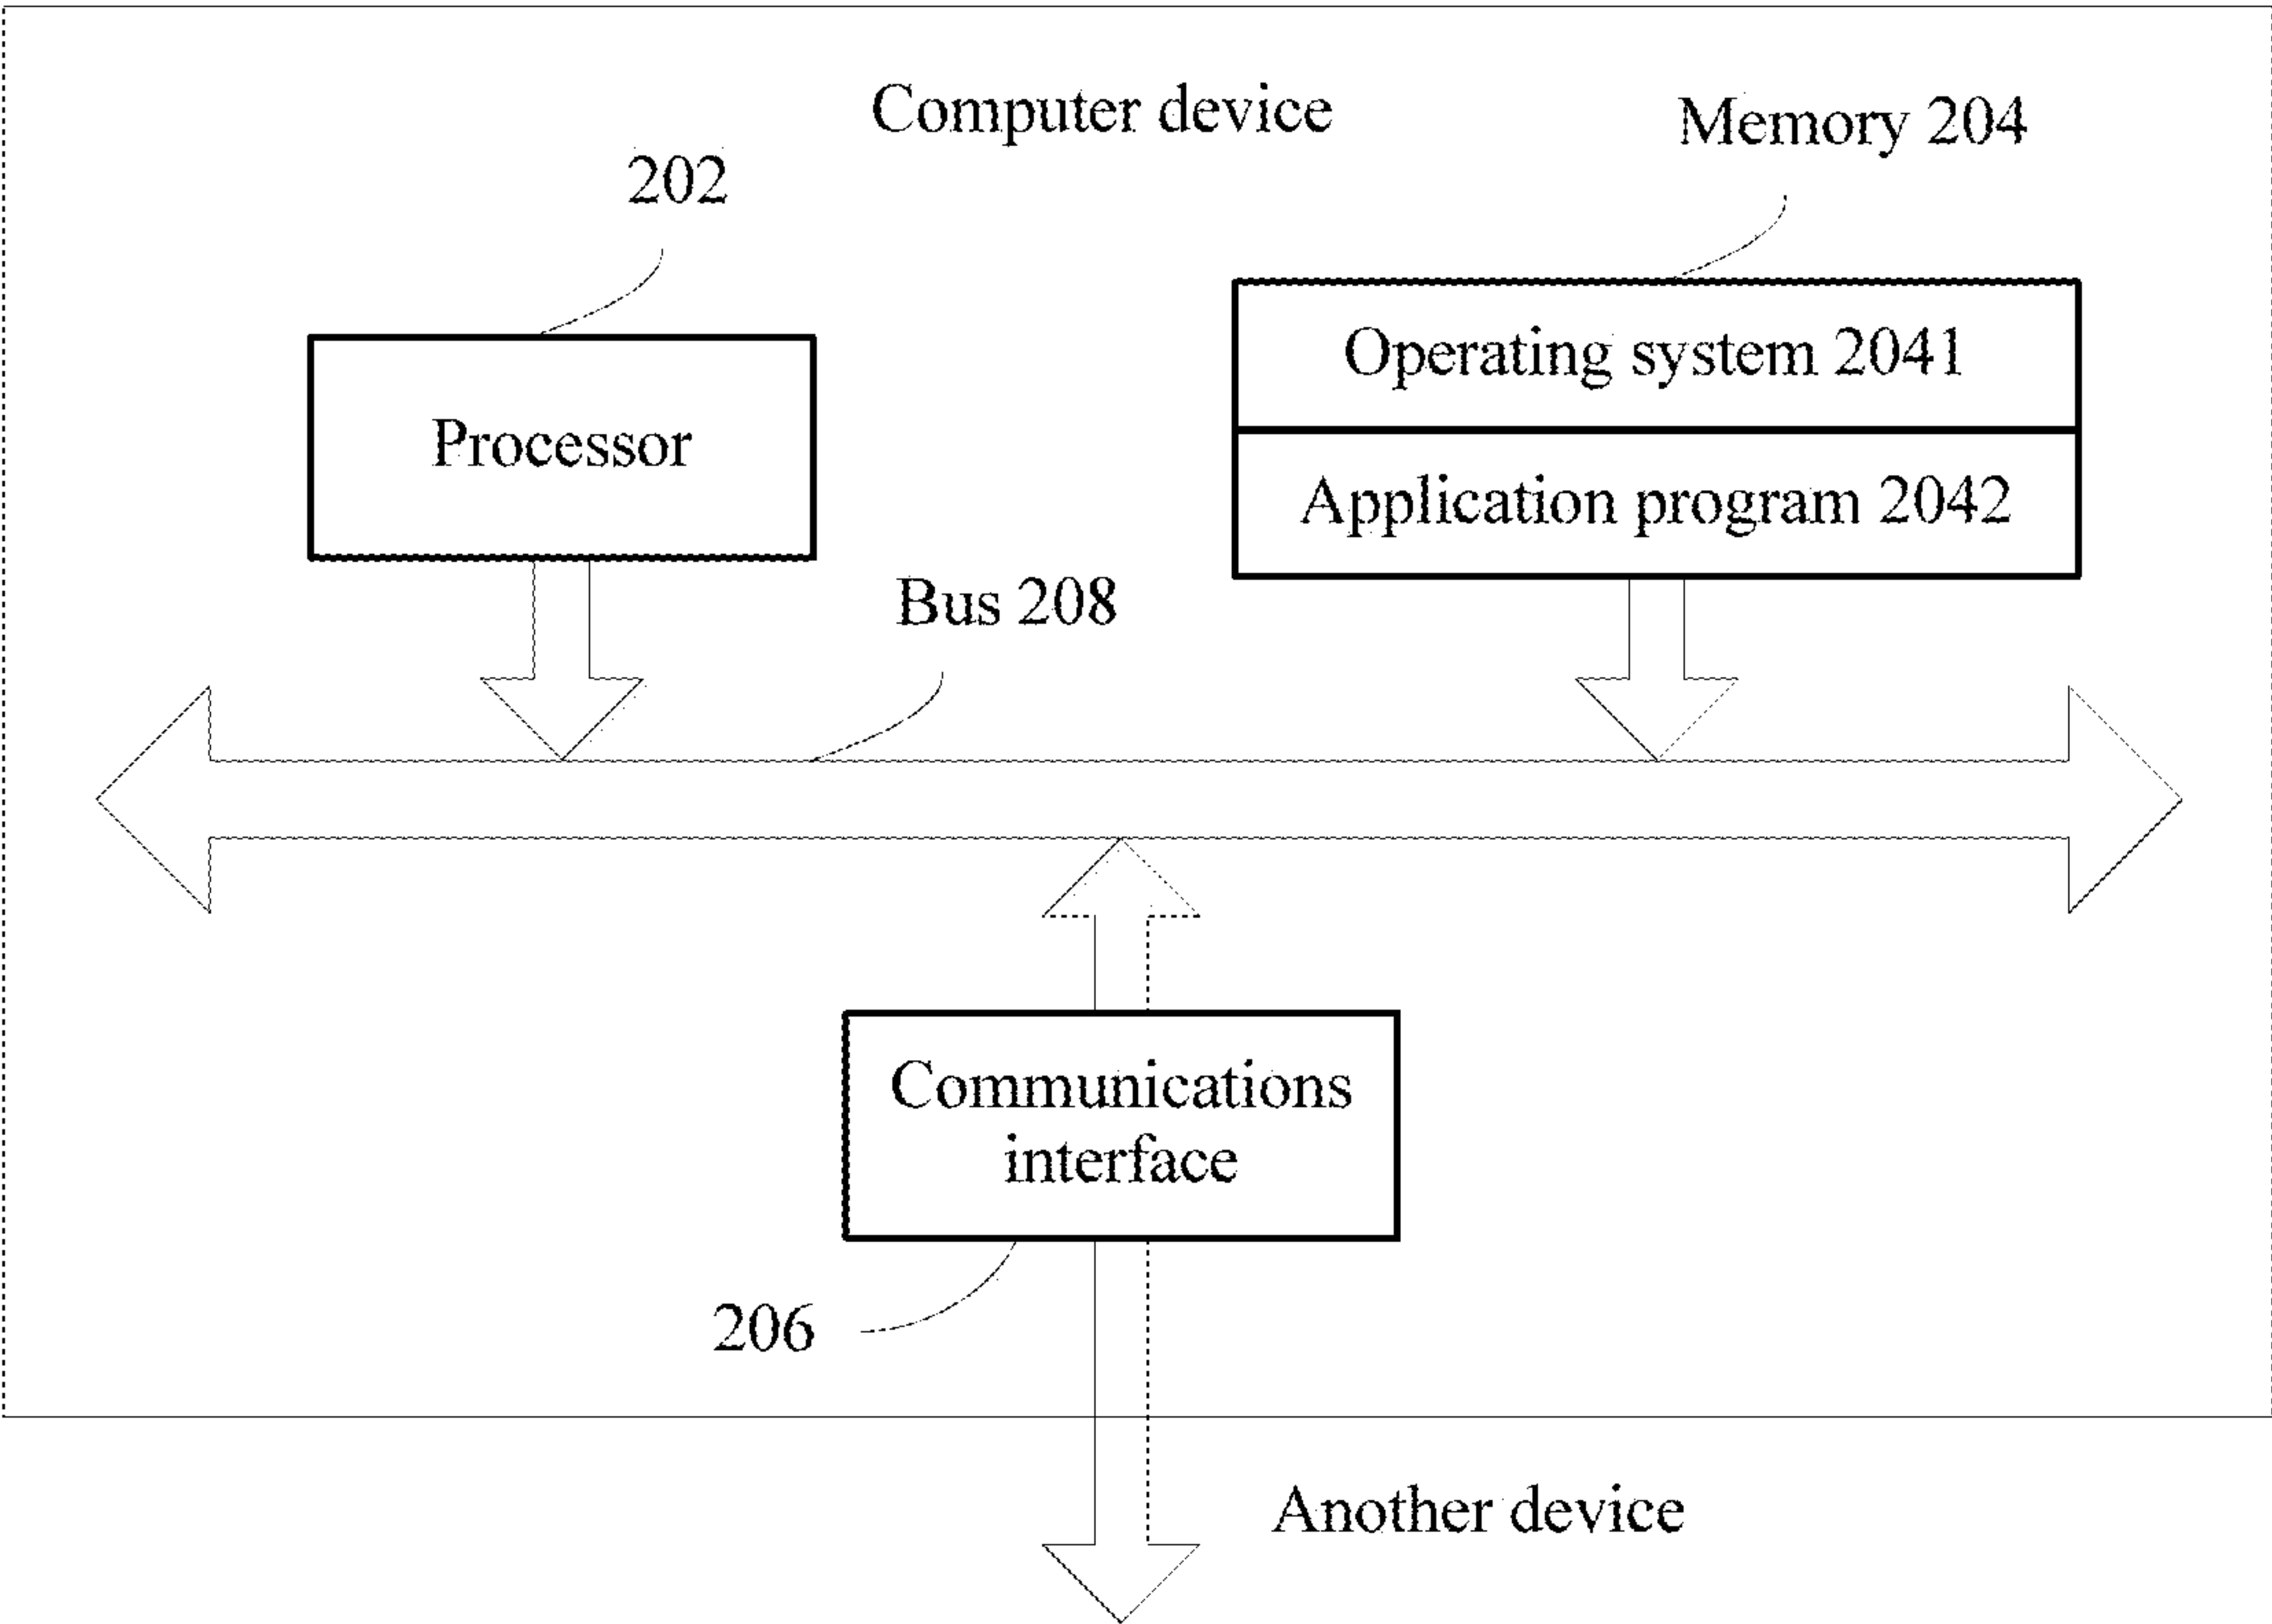 Computer device
Memory 204
202
Operating system 2041
Processor
Application program 2042
Bus 208
Communications
interface
206
Another device